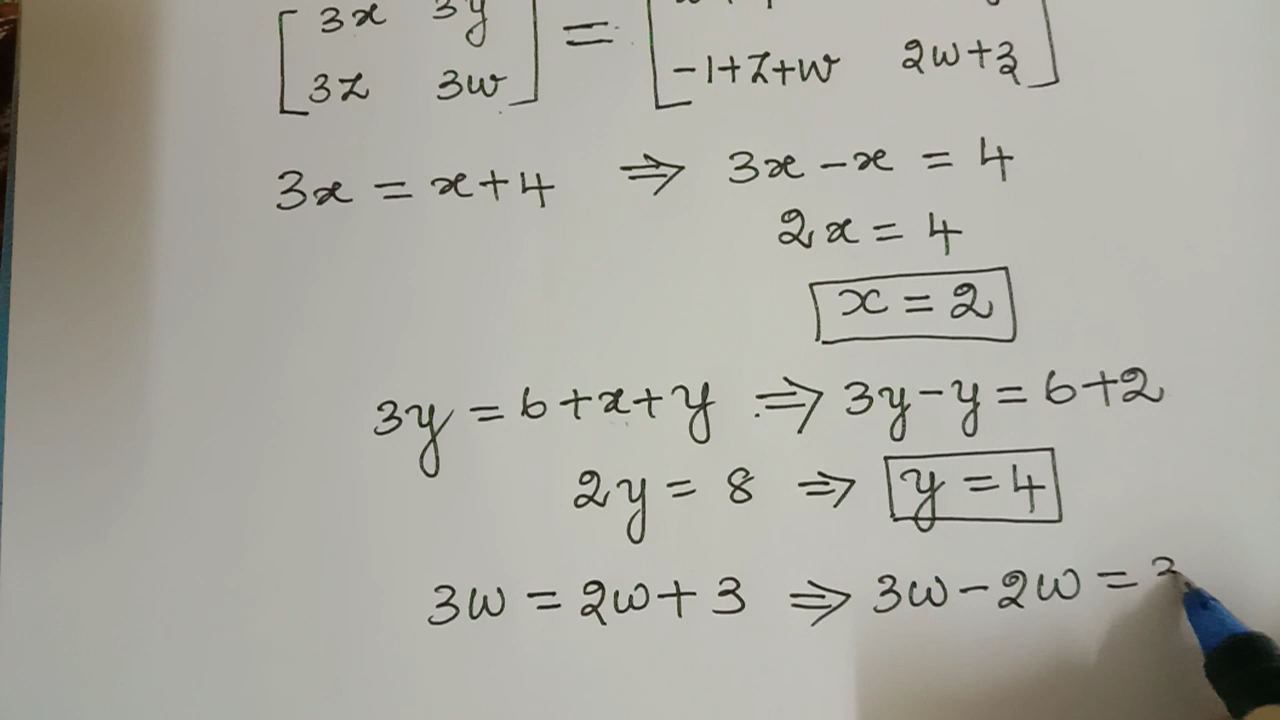 [3x 3y] =
[3z 3w] [-1+z+w 2w+3]
3x = x+4 ⇒ 3x-x = 4
2x = 4
x = 2
3y = 6+x+y ⇒ 3y-y = 6+2
2y = 8 ⇒ y = 4
3w = 2w+3 ⇒ 3w-2w =